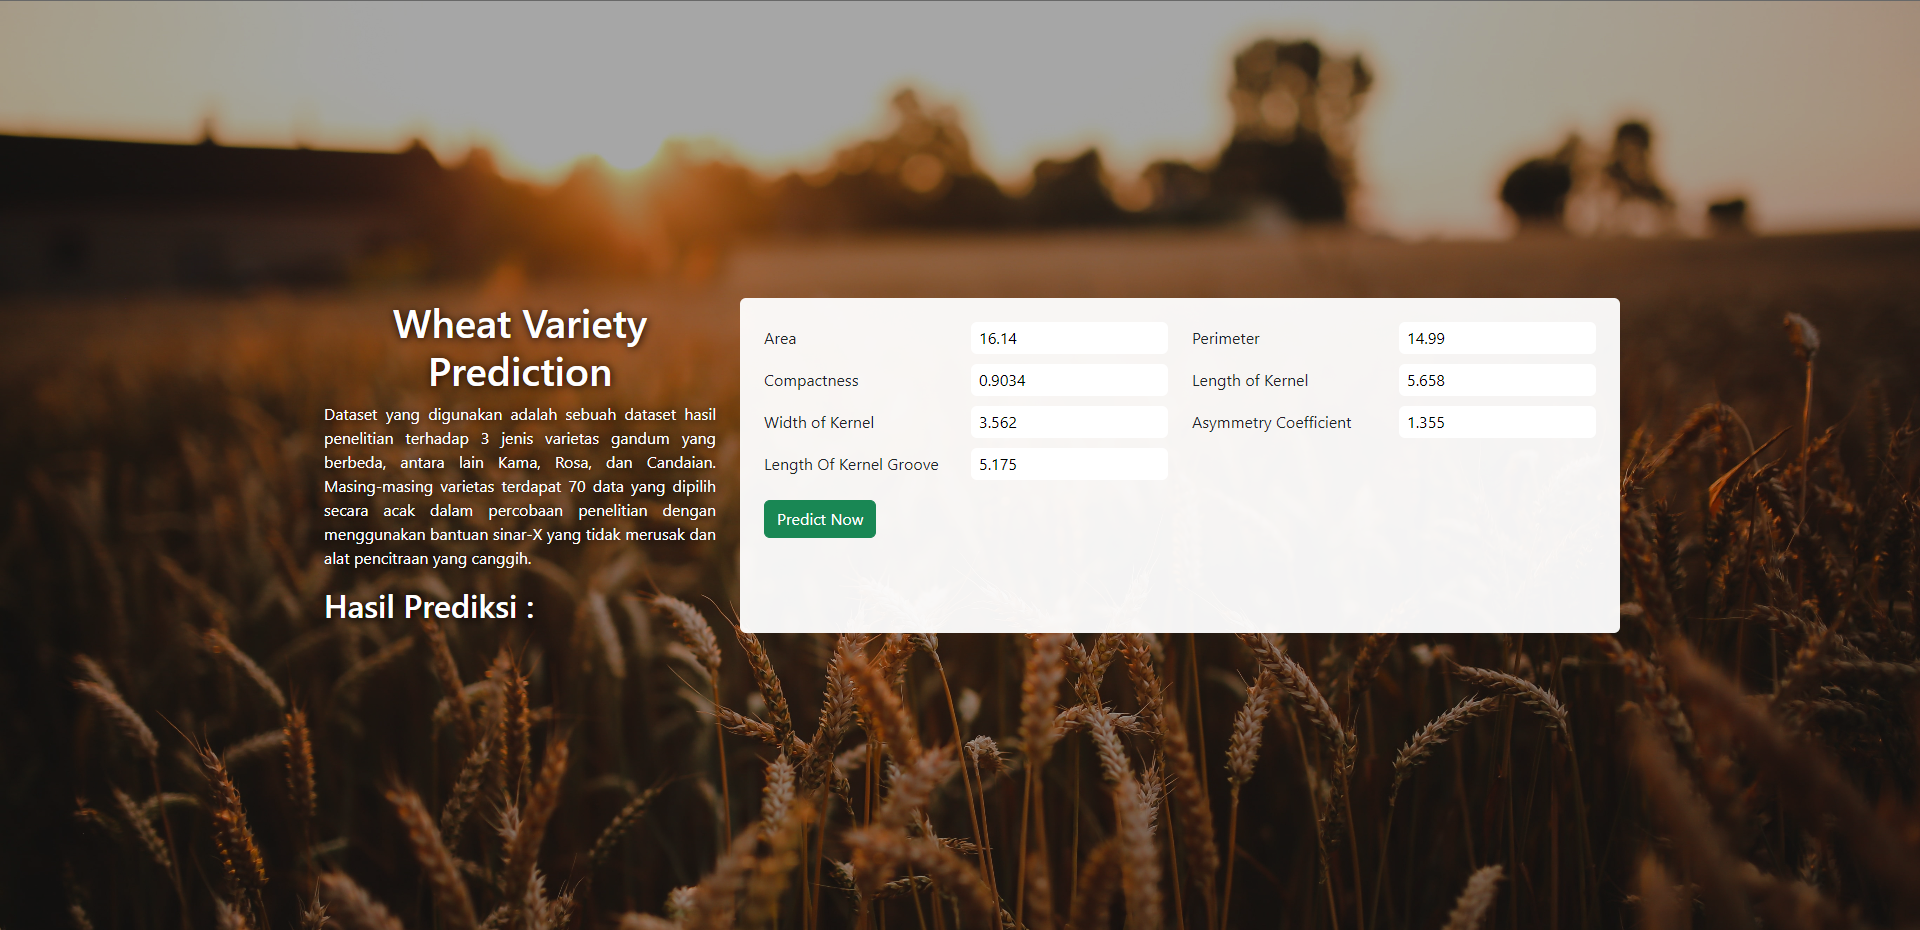 Wheat Variety
Prediction
Dataset yang digunakan adalah sebuah dataset hasil
penelitian terhadap 3 jenis varietas gandum yang
berbeda, antara lain Kama, Rosa, dan Candaian.
Masing-masing varietas terdapat 70 data yang dipilih
secara acak dalam percobaan penelitian dengan
menggunakan bantuan sinar-X yang tidak merusak dan
alat pencitraan yang canggih.
Hasil Prediksi :
Area 16.14 Perimeter 14.99
Compactness 0.9034 Length of Kernel 5.658
Width of Kernel 3.562 Asymmetry Coefficient 1.355
Length Of Kernel Groove 5.175
Predict Now